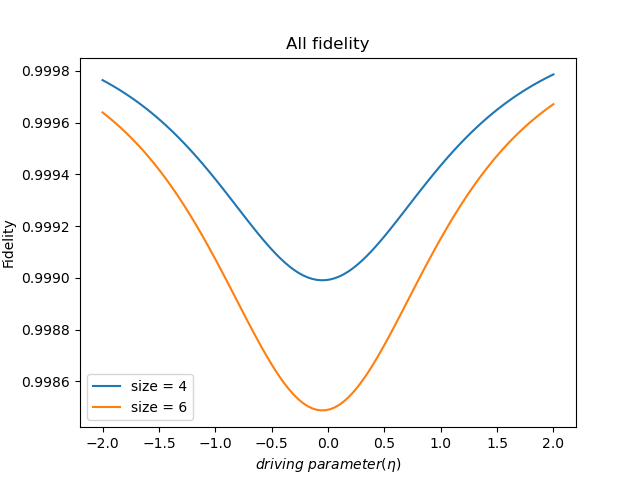 All fidelity
0.9998
0.9996
0.9994
0.9992
0.9990
0.9988
0.9986
Fidelity
size = 4
size = 6
−2.0 −1.5 −1.0 −0.5 0.0 0.5 1.0 1.5 2.0
driving parameter(η)